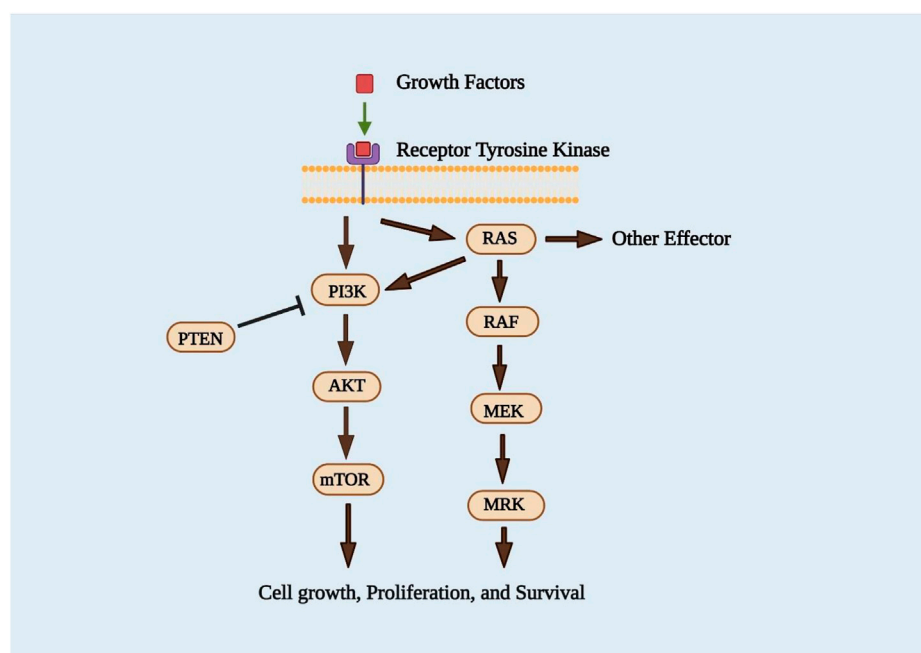 Growth Factors
Receptor Tyrosine Kinase
RAS
Other Effector
PI3K
RAF
PTEN
AKT
MEK
mTOR
MRK
Cell growth, Proliferation, and Survival